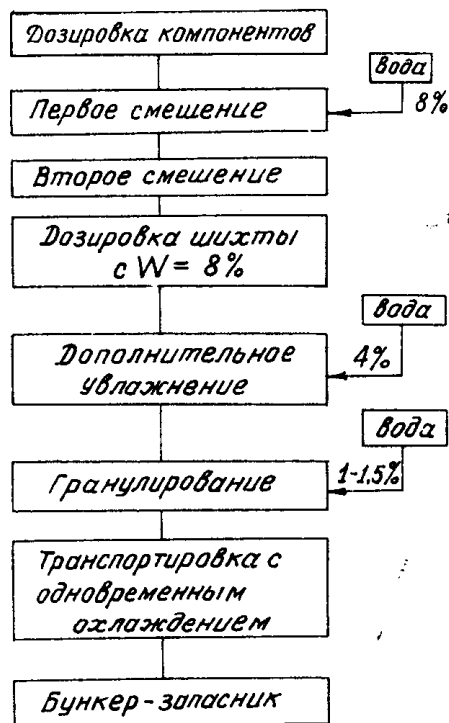 Дозировка компонентов
вода
Первое смешение
8%
Второе смешение
Дозировка шихты
с W = 8%
вода
Дополнительное
увлажнение
4%
вода
Гранулирование
1-1,5%
Транспортировка с
одновременным
охлаждением
Бункер-запасник